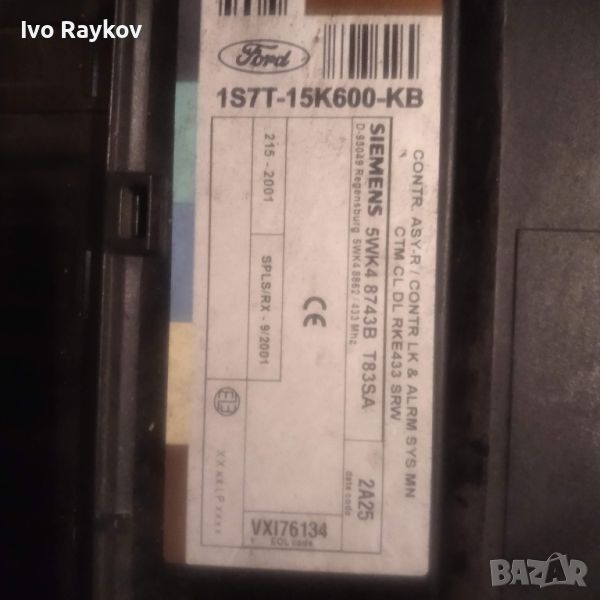 Ivo Raykov
Ford
1S7T-15K600-KB
CONTR. ASY-R / CONTR LK & ALRM SYS MN
CTM CL DL RKE433 SRW
SIEMENS 5WK4 8743B T83SA
D-93049 Regensburg 5WK4 8862 / 433 Mhz
2A25
date code
CE
215 - 2001
SPLS/RX - 9/2001
VXI76134
EOL code
BAZAR